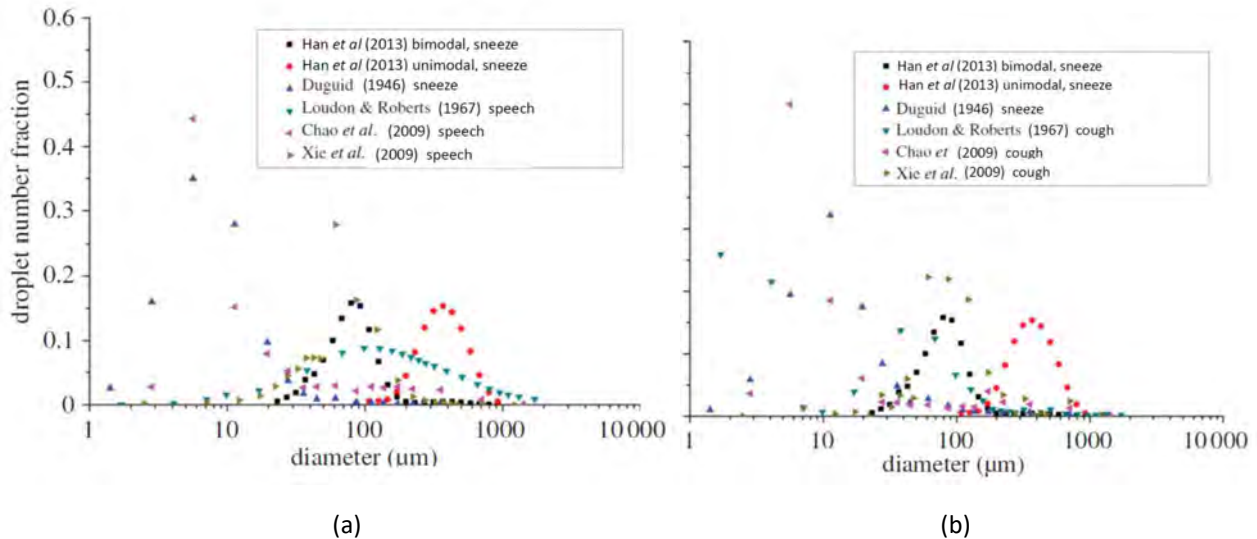 0.6
0.5
0.4
0.3
0.2
0.1
0
droplet number fraction
Han et al (2013) bimodal, sneeze
Han et al (2013) unimodal, sneeze
Duguid (1946) sneeze
Loudon & Roberts (1967) speech
Chao et al. (2009) speech
Xie et al. (2009) speech
1 10 100 1000 10000
diameter (µm)
(a)
Han et al (2013) bimodal, sneeze
Han et al (2013) unimodal, sneeze
Duguid (1946) sneeze
Loudon & Roberts (1967) cough
Chao et (2009) cough
Xie et al. (2009) cough
1 10 100 1000 10 000
diameter (µm)
(b)